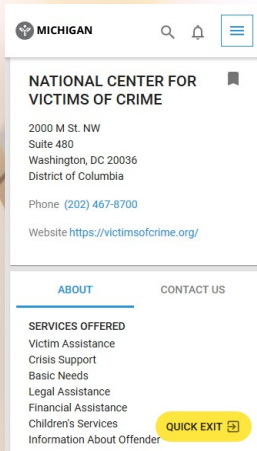 MICHIGAN
NATIONAL CENTER FOR
VICTIMS OF CRIME
2000 M St. NW
Suite 480
Washington, DC 20036
District of Columbia
Phone (202) 467-8700
Website https://victimsofcrime.org/
ABOUT CONTACT US
SERVICES OFFERED
Victim Assistance
Crisis Support
Basic Needs
Legal Assistance
Financial Assistance
Children's Services
QUICK EXIT
Information About Offender